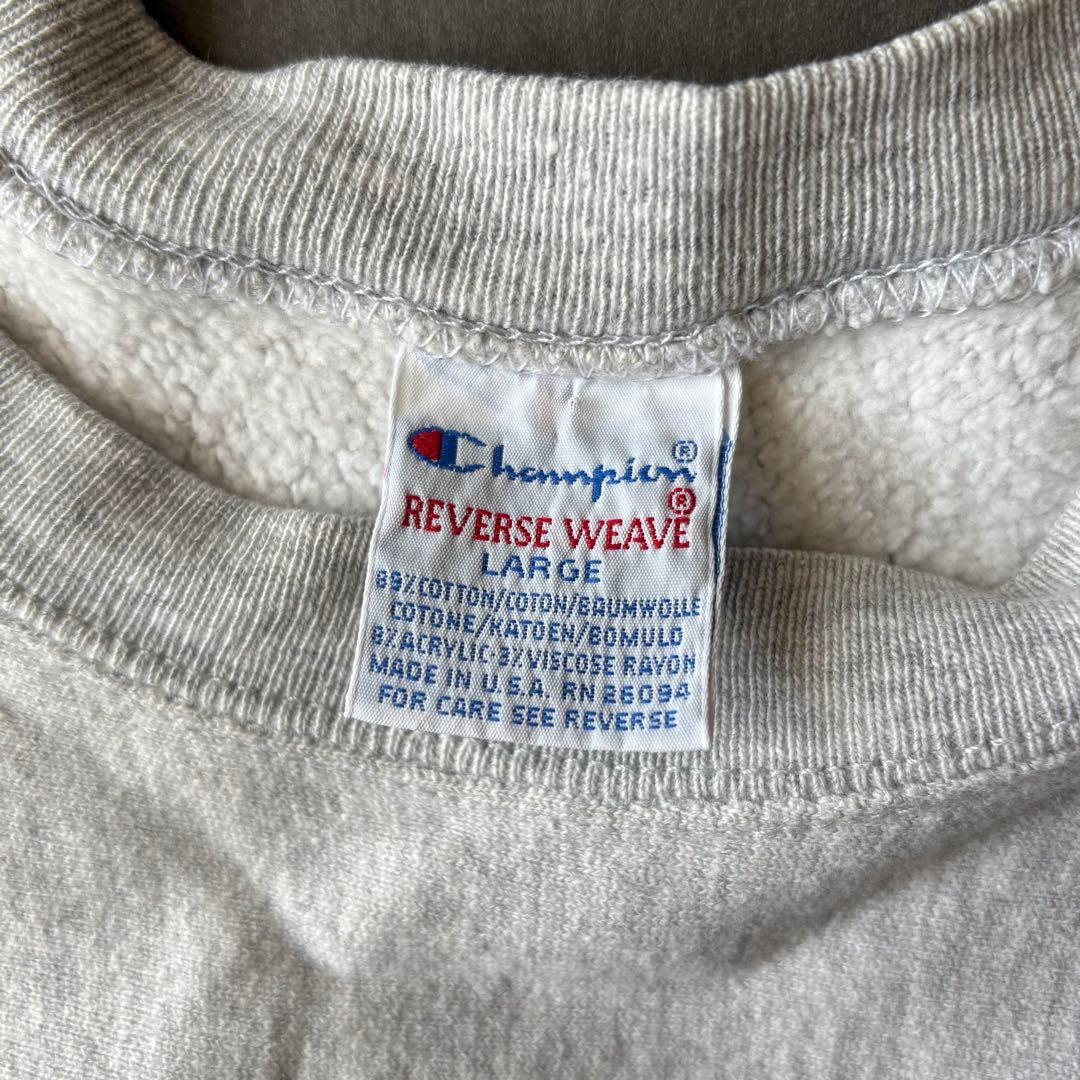 Champion®
REVERSE WEAVE®
LARGE
89%COTTON/COTON/BAUMWOLLE
COTONE/KATOEN/BOMULD
8%ACRYLIC-3%VISCOSE RAYON
MADE IN U.S.A. RN 26094
FOR CARE SEE REVERSE